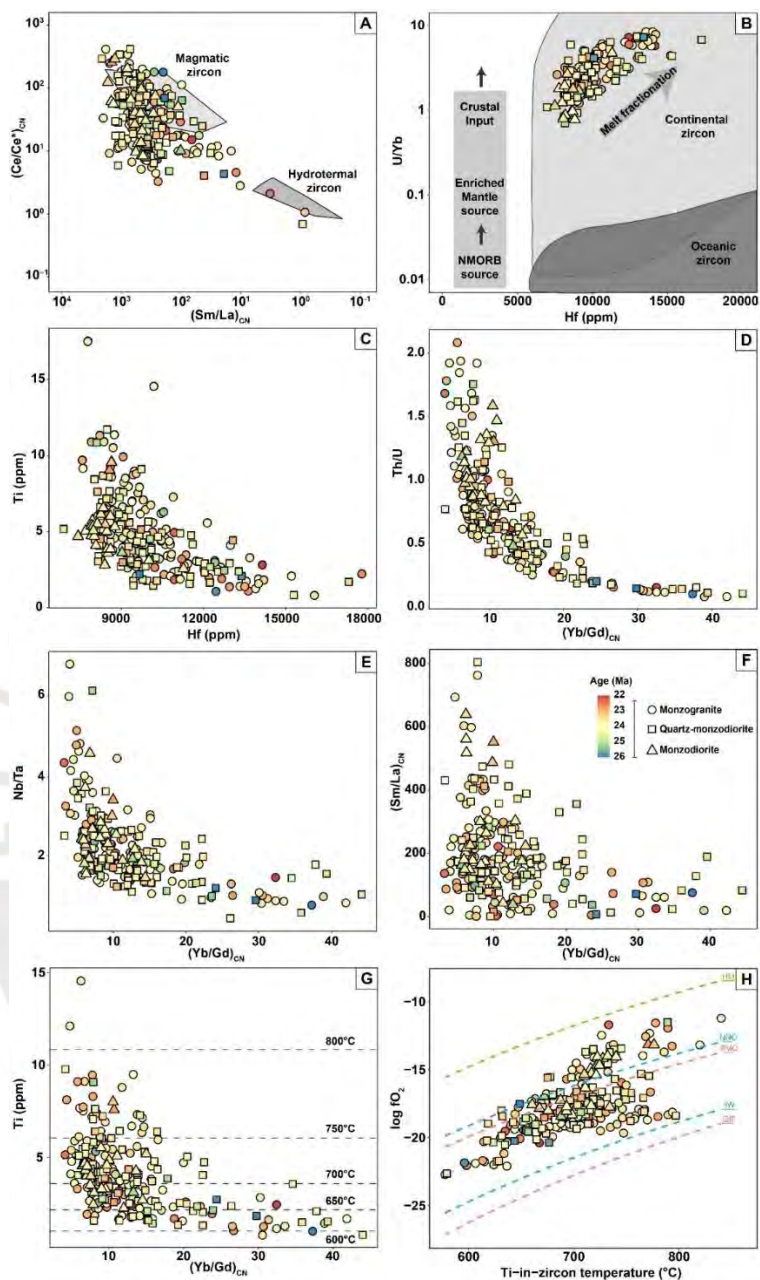 A
(Ce/Ce*)CN
10³
10²
10¹
10⁰
10⁻¹
Magmatic
zircon
Hydrotermal
zircon
10⁴
10³
10²
10¹
10⁰
10⁻¹
(Sm/La)CN
B
U/Yb
10
1
0.1
0.01
Crustal
Input
Enriched
Mantle
source
NMORB
source
Melt fractionation
Continental
zircon
Oceanic
zircon
0
5000
10000
15000
20000
Hf (ppm)
C
Ti (ppm)
15
10
5
0
9000
12000
15000
18000
Hf (ppm)
D
Th/U
2.0
1.5
1.0
0.5
0.0
10
20
30
40
(Yb/Gd)CN
E
Nb/Ta
6
4
2
10
20
30
40
(Yb/Gd)CN
F
(Sm/La)CN
800
600
400
200
0
Age (Ma)
22
23
24
25
26
Monzogranite
Quartz-monzodiorite
Monzodiorite
10
20
30
40
(Yb/Gd)CN
G
Ti (ppm)
15
10
5
0
800°C
750°C
700°C
650°C
600°C
10
20
30
40
(Yb/Gd)CN
H
log fO2
−10
−15
−20
−25
IW
600
700
800
Ti−in−zircon temperature (°C)